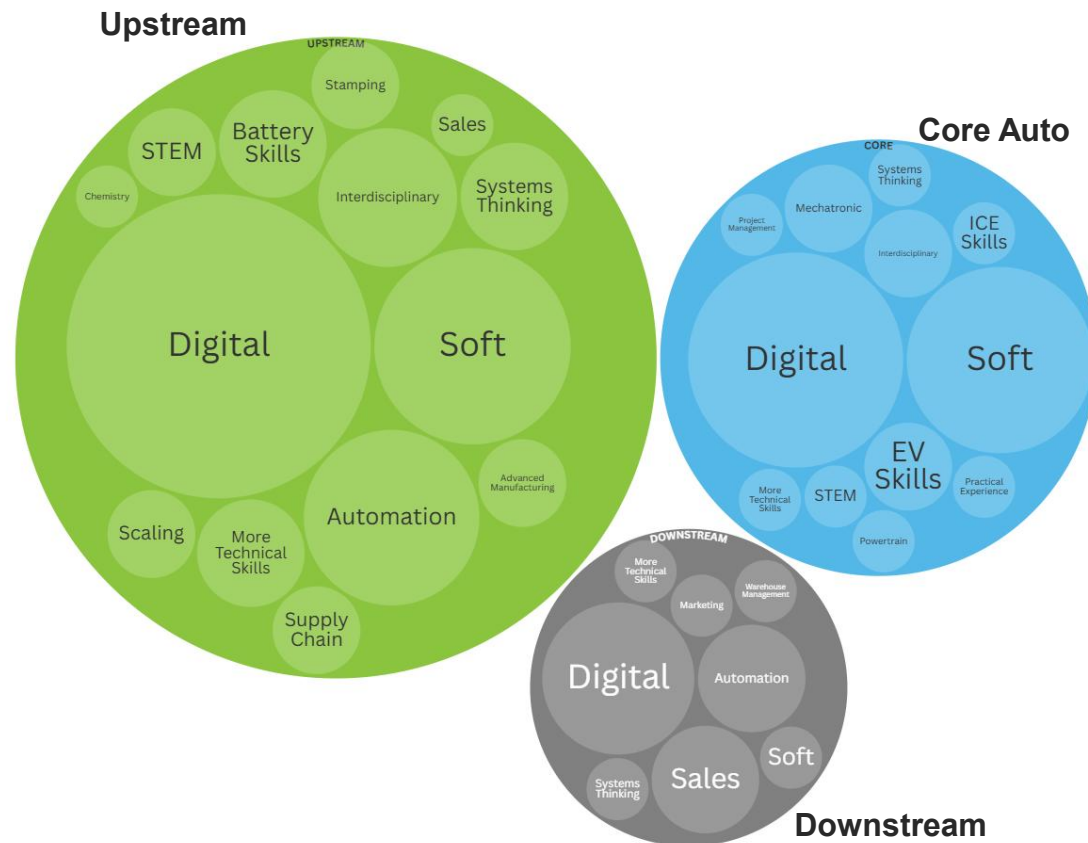 Upstream
UPSTREAM
Stamping
Sales
Battery
Skills
STEM
Interdisciplinary
Systems
Thinking
Chemistry
Digital
Soft
Advanced
Manufacturing
Automation
Scaling
More
Technical
Skills
Supply
Chain
Core Auto
CORE
Systems
Thinking
Mechatronic
Project
Management
ICE
Skills
Interdisciplinary
Digital
Soft
EV
Skills
More
Technical
Skills
STEM
Practical
Experience
Powertrain
DOWNSTREAM
More
Technical
Skills
Warehouse
Management
Marketing
Digital
Automation
Soft
Sales
Systems
Thinking
Downstream